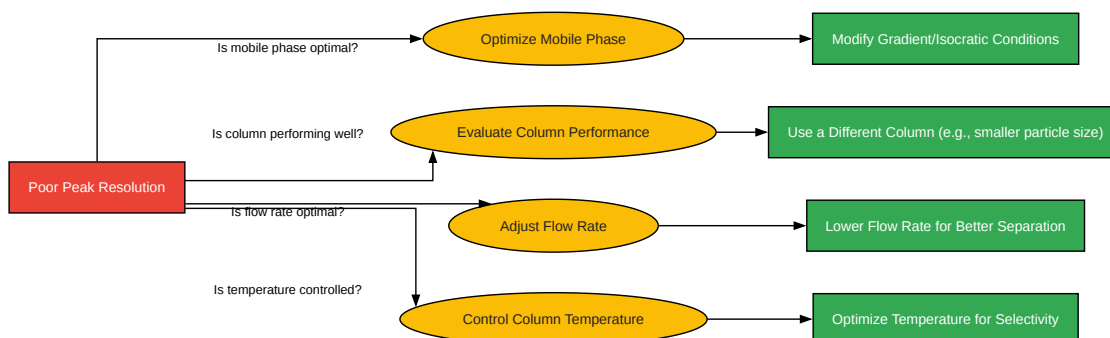 Is mobile phase optimal?
Optimize Mobile Phase
Modify Gradient/Isocratic Conditions
Is column performing well?
Evaluate Column Performance
Use a Different Column (e.g., smaller particle size)
Poor Peak Resolution
Is flow rate optimal?
Adjust Flow Rate
Lower Flow Rate for Better Separation
Is temperature controlled?
Control Column Temperature
Optimize Temperature for Selectivity